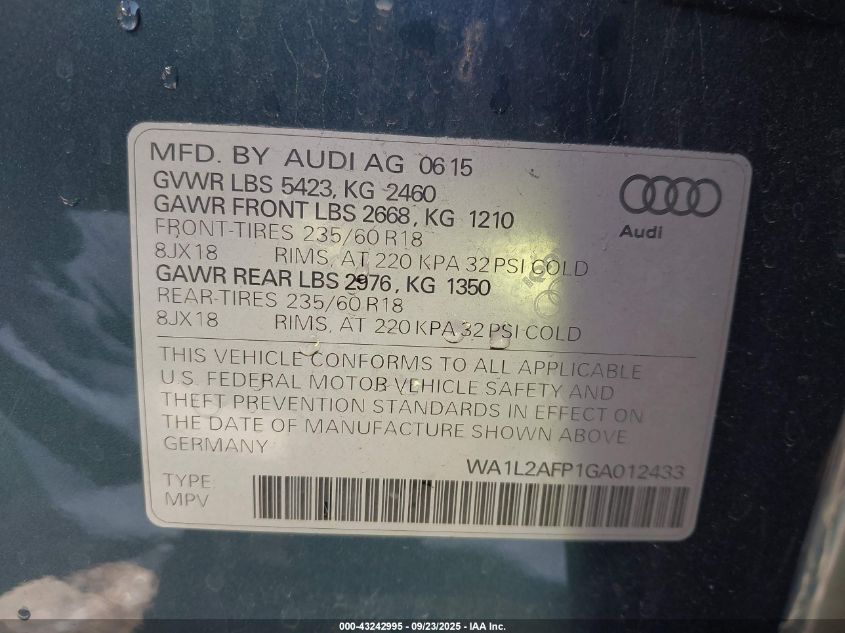 MFD. BY AUDI AG 06 15
GVWR LBS 5423, KG 2460
GAWR FRONT LBS 2668, KG 1210
FRONT-TIRES 235/60 R18
8JX18 RIMS, AT 220 KPA 32 PSI COLD
GAWR REAR LBS 2976, KG 1350
REAR-TIRES 235/60 R18
8JX18 RIMS, AT 220 KPA 32 PSI COLD
Audi
THIS VEHICLE CONFORMS TO ALL APPLICABLE
U.S. FEDERAL MOTOR-VEHICLE SAFETY AND
THEFT PREVENTION STANDARDS IN EFFECT ON
THE DATE OF MANUFACTURE SHOWN ABOVE
GERMANY
WA1L2AFP1GA012433
TYPE
MPV
000-43242995 - 09/23/2025 - IAA Inc.